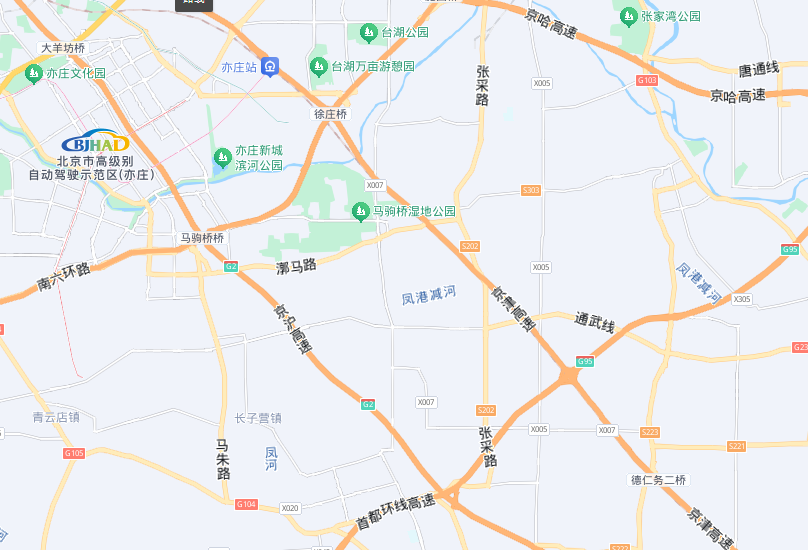 京哈高速
张家湾公园
台湖公园
大羊坊桥
亦庄文化园
亦庄站
台湖万亩游憩园
张采路
X005
G103
唐通线
京哈高速
徐庄桥
BJHAD
北京市高级别
自动驾驶示范区(亦庄)
亦庄新城
滨河公园
X007
S303
马驹桥湿地公园
马驹桥桥
S202
G95
G2
漷马路
X005
南六环路
凤港减河
凤港减河
X305
京沪高速
京津高速
通武线
G23
G95
G2
X007
S202
青云店镇
长子营镇
X005
X007
S223
张采路
S221
马朱路
凤河
G105
德仁务二桥
G104
X020
首都环线高速
京津高速